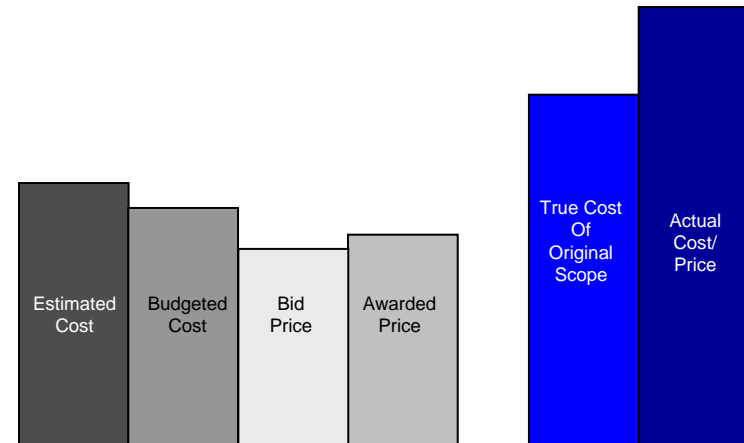 Estimated
Cost
Budgeted
Cost
Bid
Price
Awarded
Price
True Cost
Of
Original
Scope
Actual
Cost/
Price